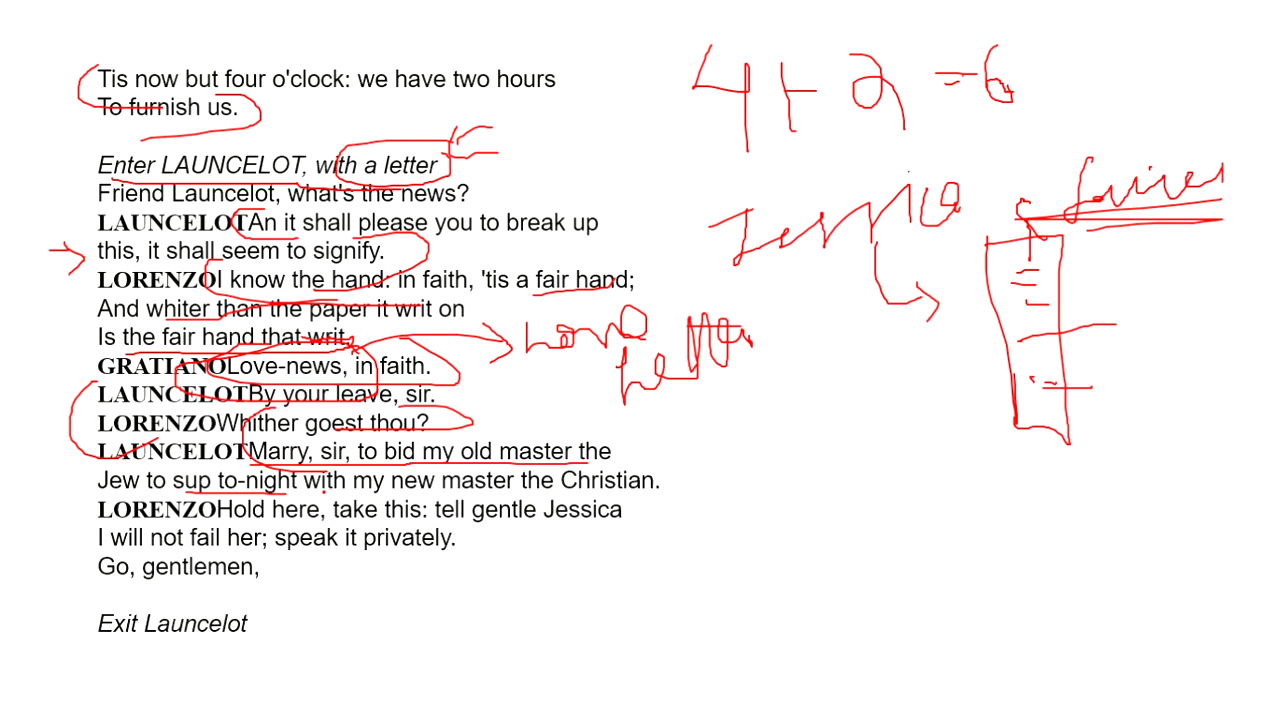 Tis now but four o'clock: we have two hours
To furnish us.
4+2=6
Enter LAUNCELOT, with a letter
Friend Launcelot, what's the news?
LAUNCELOTAn it shall please you to break up
this, it shall seem to signify.
LORENZOI know the hand: in faith, 'tis a fair hand;
And whiter than the paper it writ on
Is the fair hand that writ.
Love
GRATIANOLove-news, in faith.
LAUNCELOTBy your leave, sir.
LORENZOWhither goest thou?
LAUNCELOTMarry, sir, to bid my old master the
Jew to sup to-night with my new master the Christian.
LORENZOHold here, take this: tell gentle Jessica
I will not fail her; speak it privately.
Go, gentlemen,
Exit Launcelot